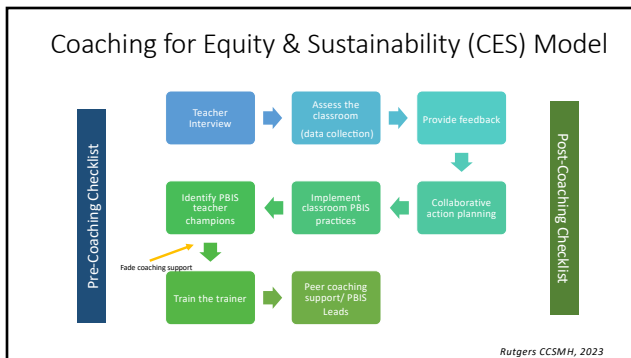 Coaching for Equity & Sustainability (CES) Model
Pre-Coaching Checklist
Teacher
Interview
Assess the
classroom
(data collection)
Provide feedback
Identify PBIS
teacher
champions
Implement
classroom PBIS
practices
Collaborative
action planning
Fade coaching support
Train the trainer
Peer coaching
support/ PBIS
Leads
Post-Coaching Checklist
Rutgers CCSMH, 2023